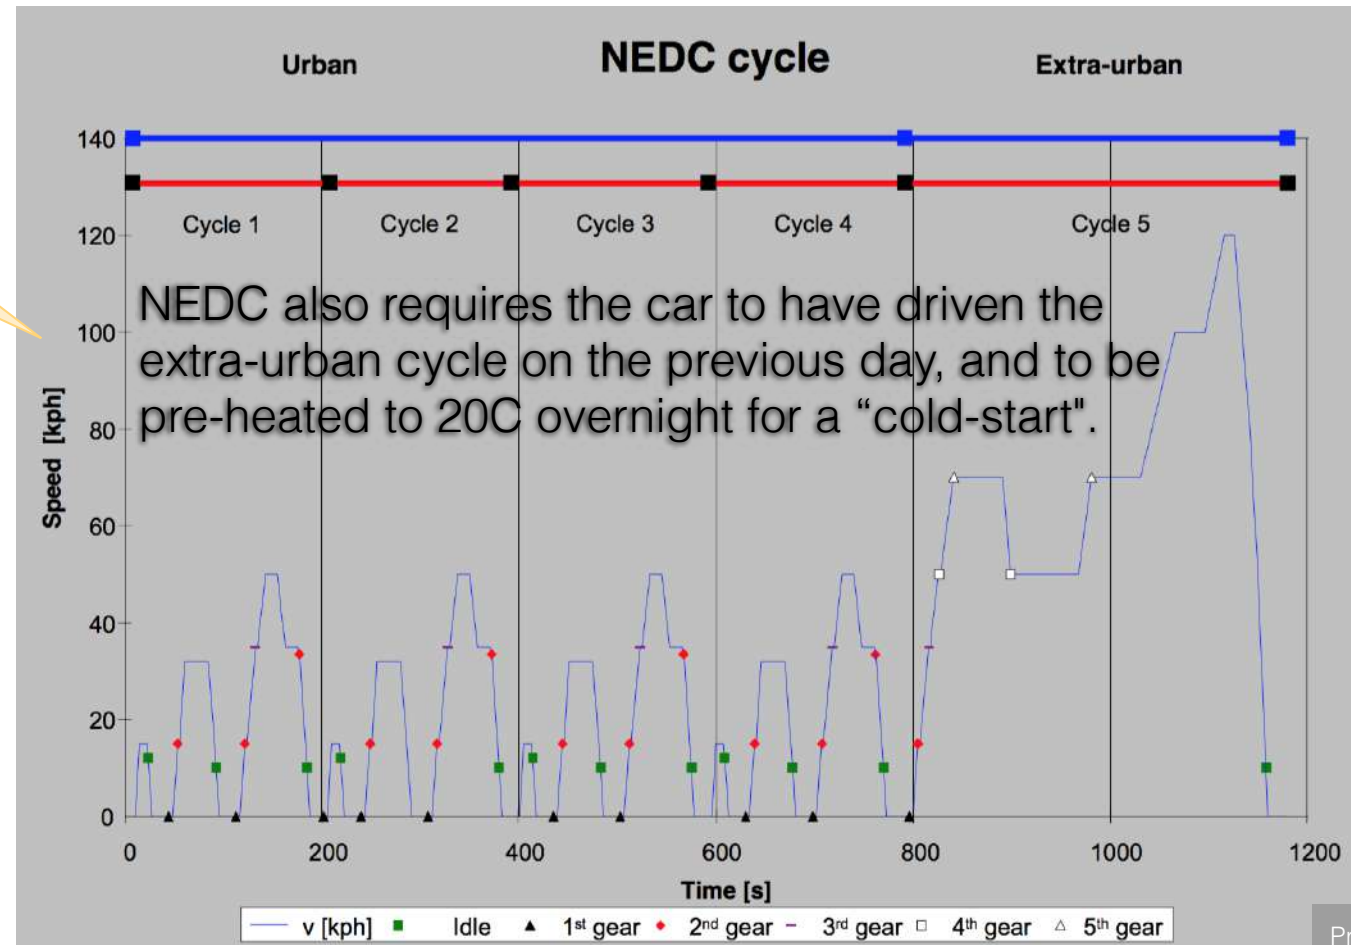 Urban NEDC cycle Extra-urban
140
Cycle 1 Cycle 2 Cycle 3 Cycle 4 Cycle 5
120
NEDC also requires the car to have driven the
100
extra-urban cycle on the previous day, and to be
pre-heated to 20C overnight for a “cold-start".
80
Speed [kph]
60
40
20
0
0 200 400 600 800 1000 1200
Time [s]
v [kph] Idle 1st gear 2nd gear 3rd gear 4th gear 5th gear